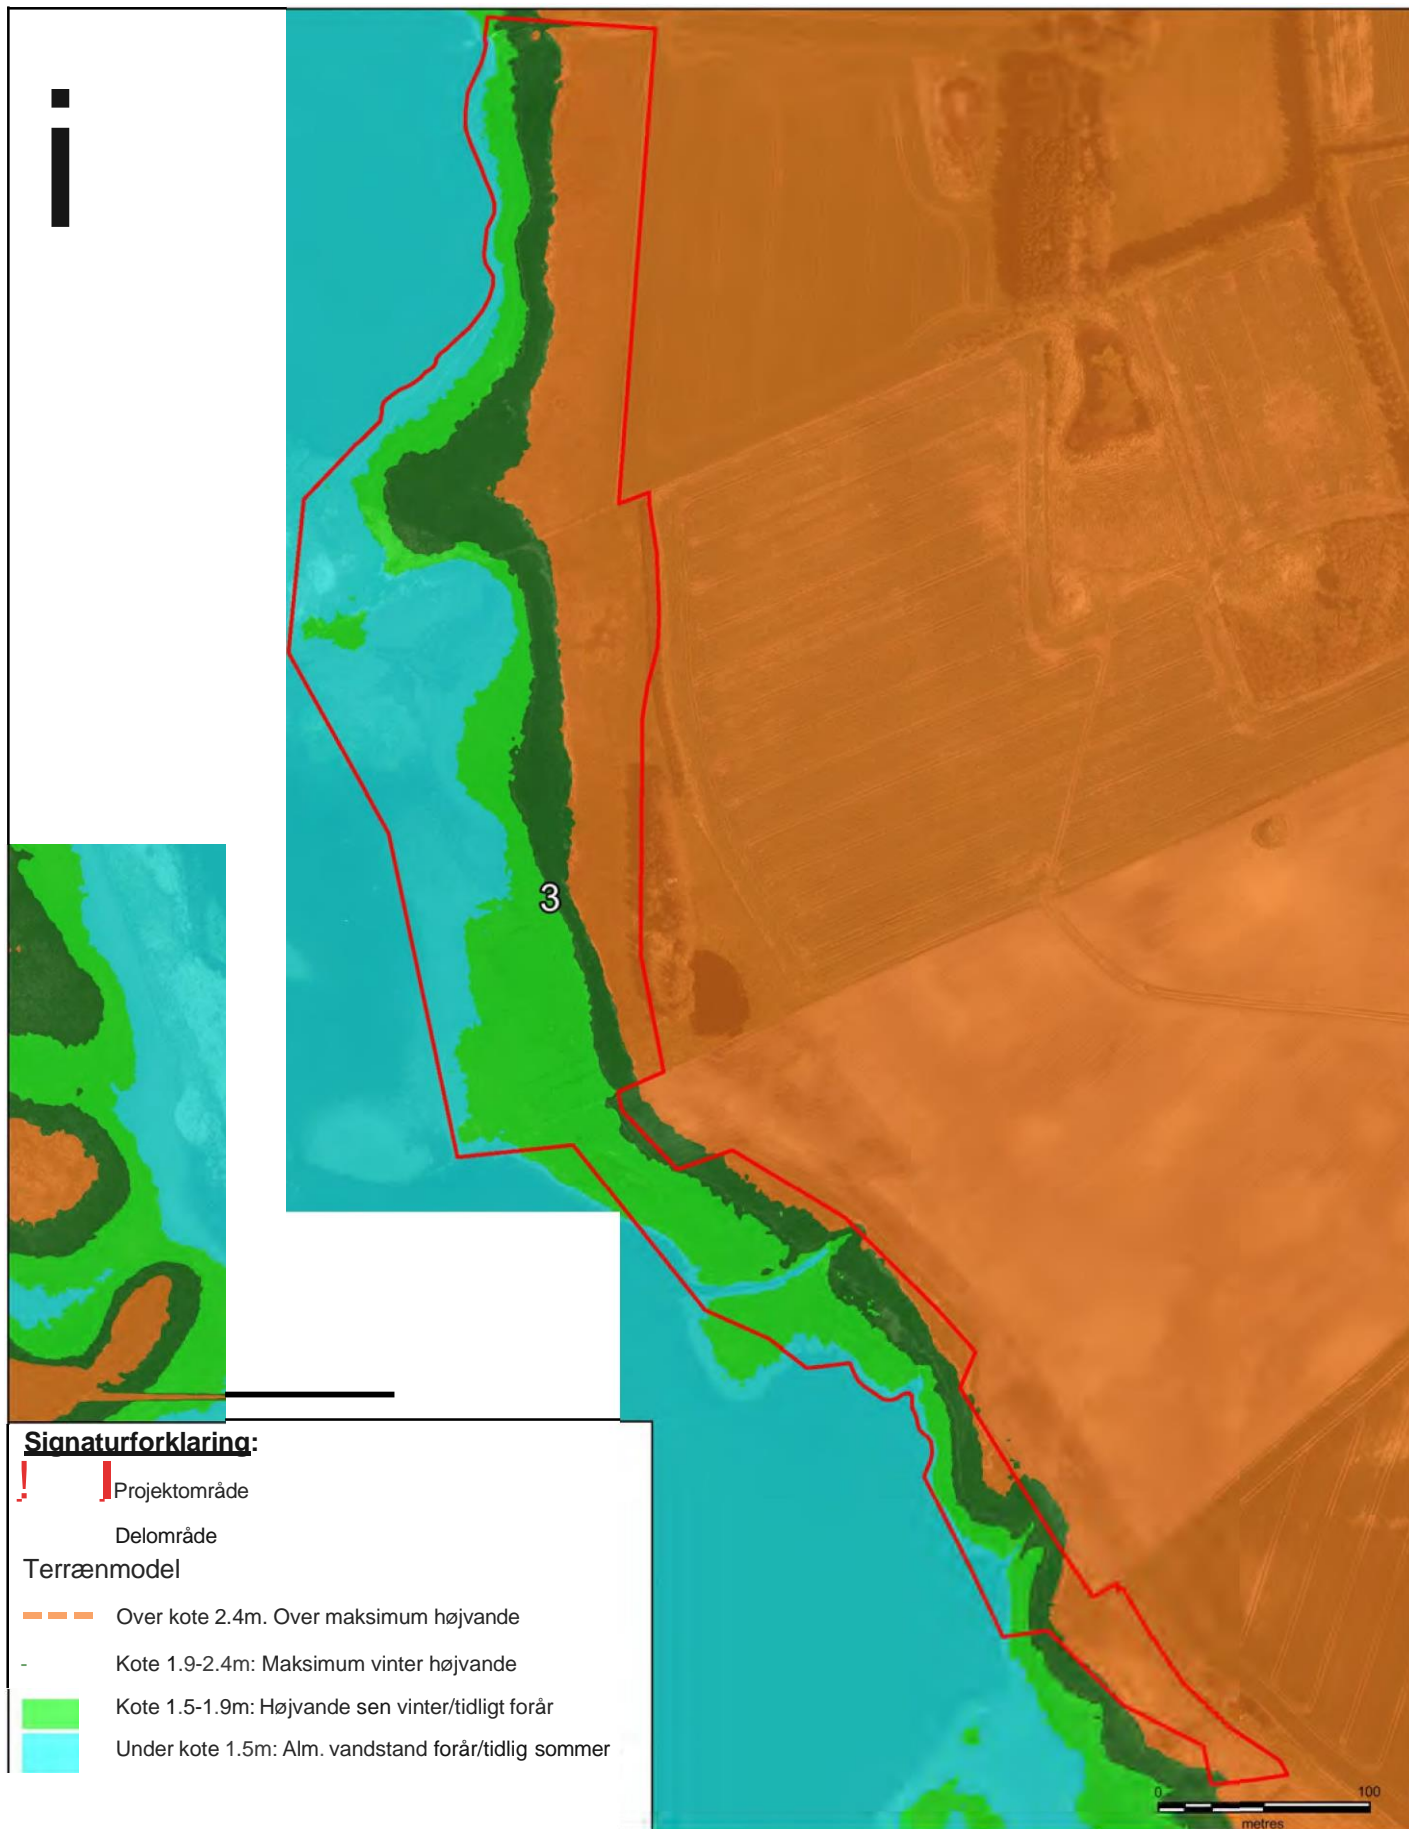 i
3
Signaturforklaring:
Projektområde
Delområde
Terrænmodel
Over kote 2.4m. Over maksimum højvande
Kote 1.9-2.4m: Maksimum vinter højvande
Kote 1.5-1.9m: Højvande sen vinter/tidligt forår
Under kote 1.5m: Alm. vandstand forår/tidlig sommer
0 100
metres